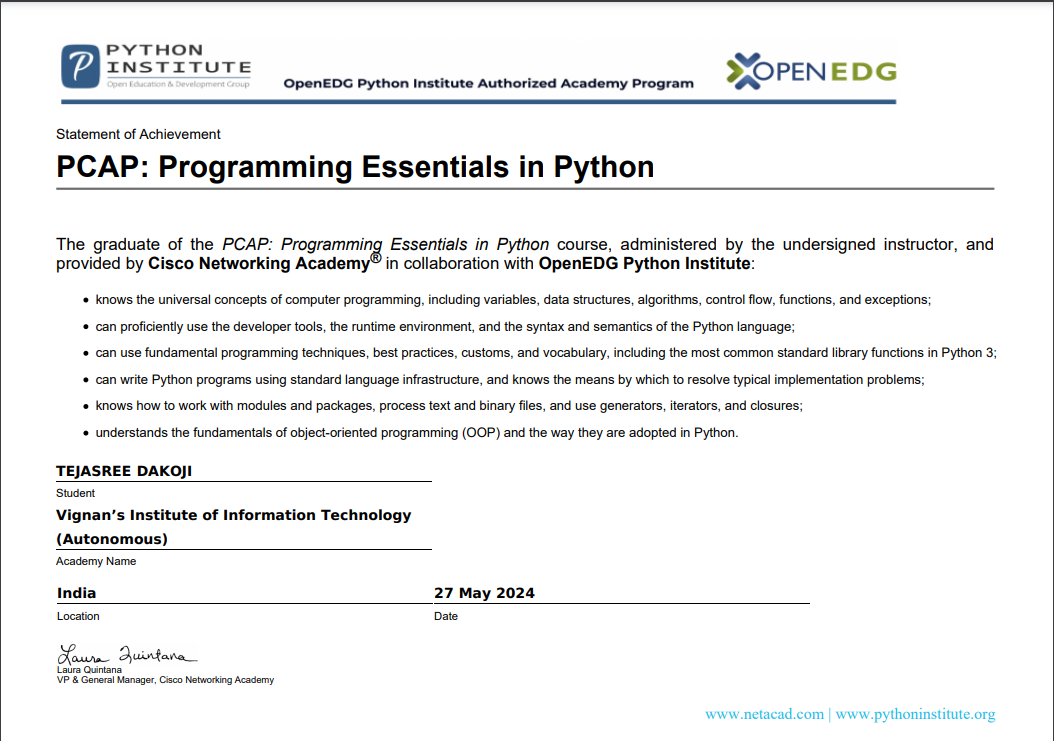 PYTHON
INSTITUTE
Open Education & Development Group
OpenEDG Python Institute Authorized Academy Program
OPENEDG
Statement of Achievement
PCAP: Programming Essentials in Python
The graduate of the PCAP: Programming Essentials in Python course, administered by the undersigned instructor, and
provided by Cisco Networking Academy® in collaboration with OpenEDG Python Institute:
• knows the universal concepts of computer programming, including variables, data structures, algorithms, control flow, functions, and exceptions;
• can proficiently use the developer tools, the runtime environment, and the syntax and semantics of the Python language;
• can use fundamental programming techniques, best practices, customs, and vocabulary, including the most common standard library functions in Python 3;
• can write Python programs using standard language infrastructure, and knows the means by which to resolve typical implementation problems;
• knows how to work with modules and packages, process text and binary files, and use generators, iterators, and closures;
• understands the fundamentals of object-oriented programming (OOP) and the way they are adopted in Python.
TEJASREE DAKOJI
Student
Vignan’s Institute of Information Technology
(Autonomous)
Academy Name
India 27 May 2024
Location Date
Laura Quintana
Laura Quintana
VP & General Manager, Cisco Networking Academy
www.netacad.com | www.pythoninstitute.org